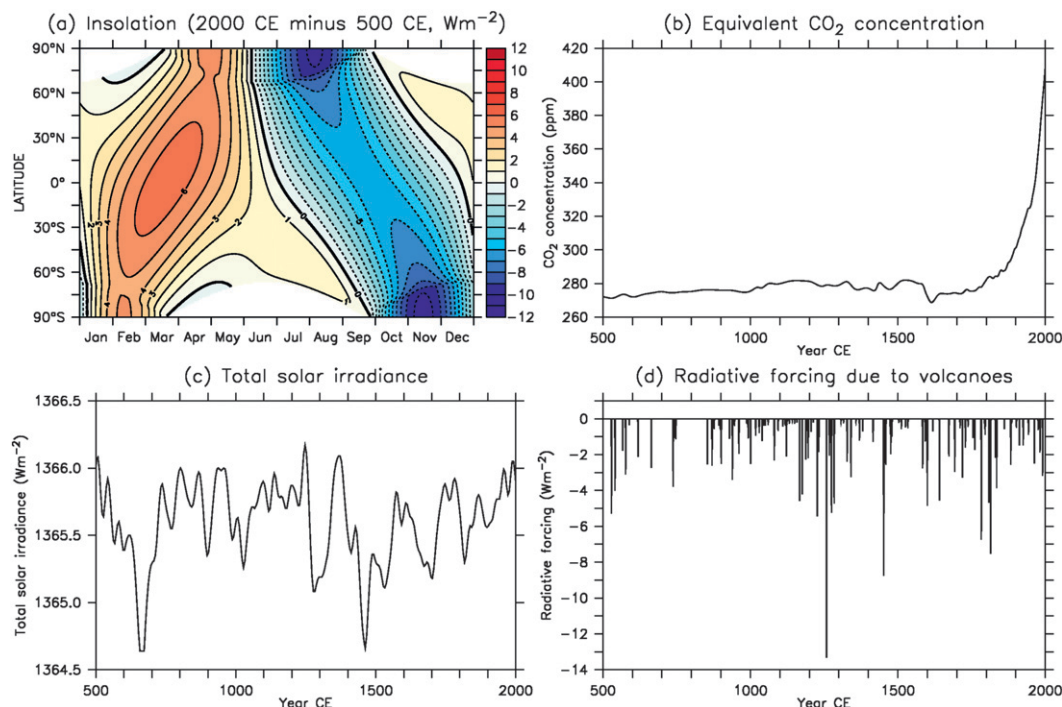 (a) Insolation (2000 CE minus 500 CE, Wm−2)
90°N
60°N
30°N
0°
30°S
60°S
90°S
LATITUDE
Jan Feb Mar Apr May Jun Jul Aug Sep Oct Nov Dec
12
10
8
6
4
2
0
−2
−4
−6
−8
−10
−12
(b) Equivalent CO2 concentration
420
400
380
360
340
320
300
280
260
CO2 concentration (ppm)
500 1000 1500 2000
Year CE
(c) Total solar irradiance
1366.5
1366.0
1365.5
1365.0
1364.5
Total solar irradiance (Wm−2)
500 1000 1500 2000
Year CE
(d) Radiative forcing due to volcanoes
0
−2
−4
−6
−8
−10
−12
−14
Radiative forcing (Wm−2)
500 1000 1500 2000
Year CE